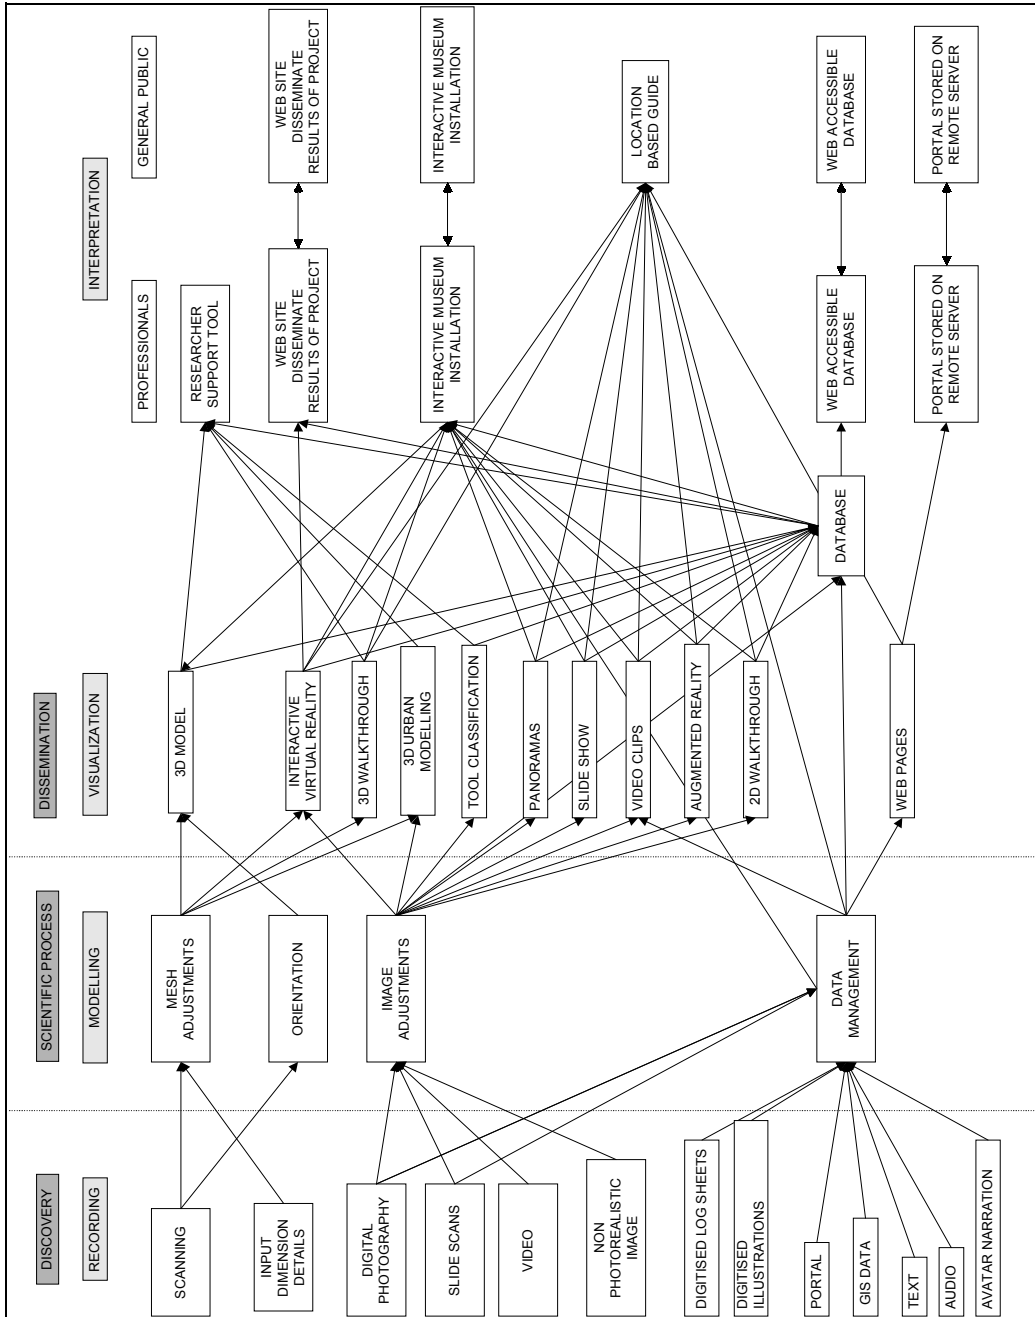 DISCOVERY
SCIENTIFIC PROCESS
DISSEMINATION
RECORDING
MODELLING
VISUALIZATION
INTERPRETATION
PROFESSIONALS
GENERAL PUBLIC
SCANNING
INPUT
DIMENSION
DETAILS
DIGITAL
PHOTOGRAPHY
SLIDE SCANS
VIDEO
NON
PHOTOREALISTIC
IMAGE
DIGITISED LOG SHEETS
DIGITISED
ILLUSTRATIONS
PORTAL
GIS DATA
TEXT
AUDIO
AVATAR NARRATION
MESH
ADJUSTMENTS
ORIENTATION
IMAGE
ADJUSTMENTS
DATA
MANAGEMENT
3D MODEL
INTERACTIVE
VIRTUAL REALITY
3D WALKTHROUGH
3D URBAN
MODELLING
TOOL CLASSIFICATION
PANORAMAS
SLIDE SHOW
VIDEO CLIPS
AUGMENTED REALITY
2D WALKTHROUGH
WEB PAGES
DATABASE
RESEARCHER
SUPPORT TOOL
WEB SITE
DISSEMINATE
RESULTS OF PROJECT
INTERACTIVE MUSEUM
INSTALLATION
WEB ACCESSIBLE
DATABASE
PORTAL STORED ON
REMOTE SERVER
WEB SITE
DISSEMINATE
RESULTS OF PROJECT
INTERACTIVE MUSEUM
INSTALLATION
LOCATION
BASED GUIDE
WEB ACCESSIBLE
DATABASE
PORTAL STORED ON
REMOTE SERVER